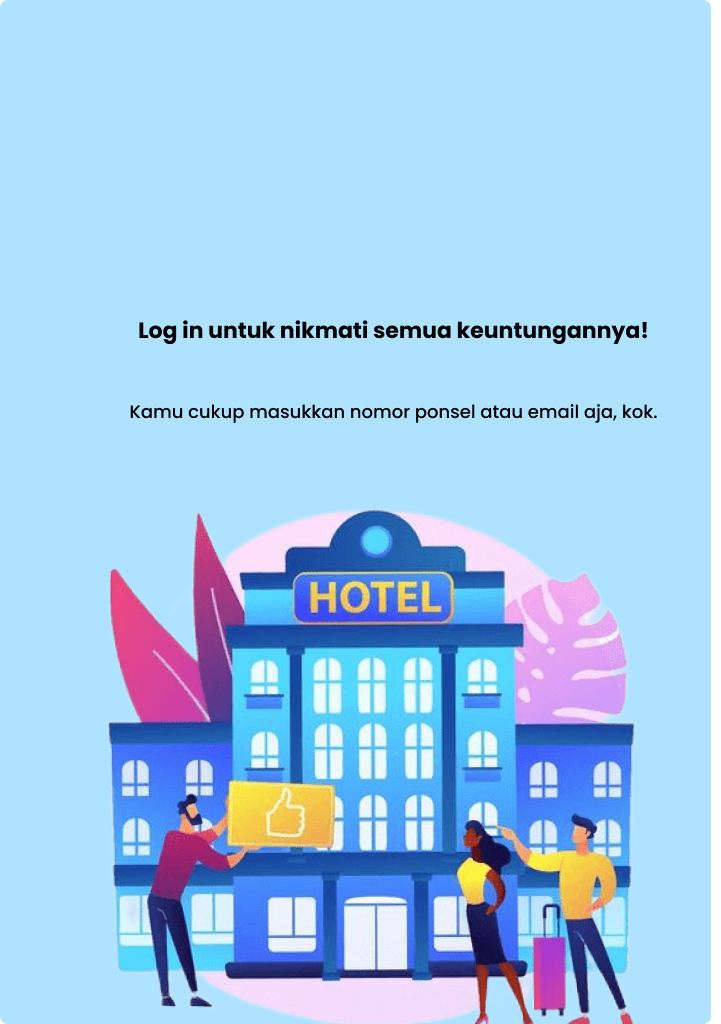 Log in untuk nikmati semua keuntungannya!
Kamu cukup masukkan nomor ponsel atau email aja, kok.
HOTEL